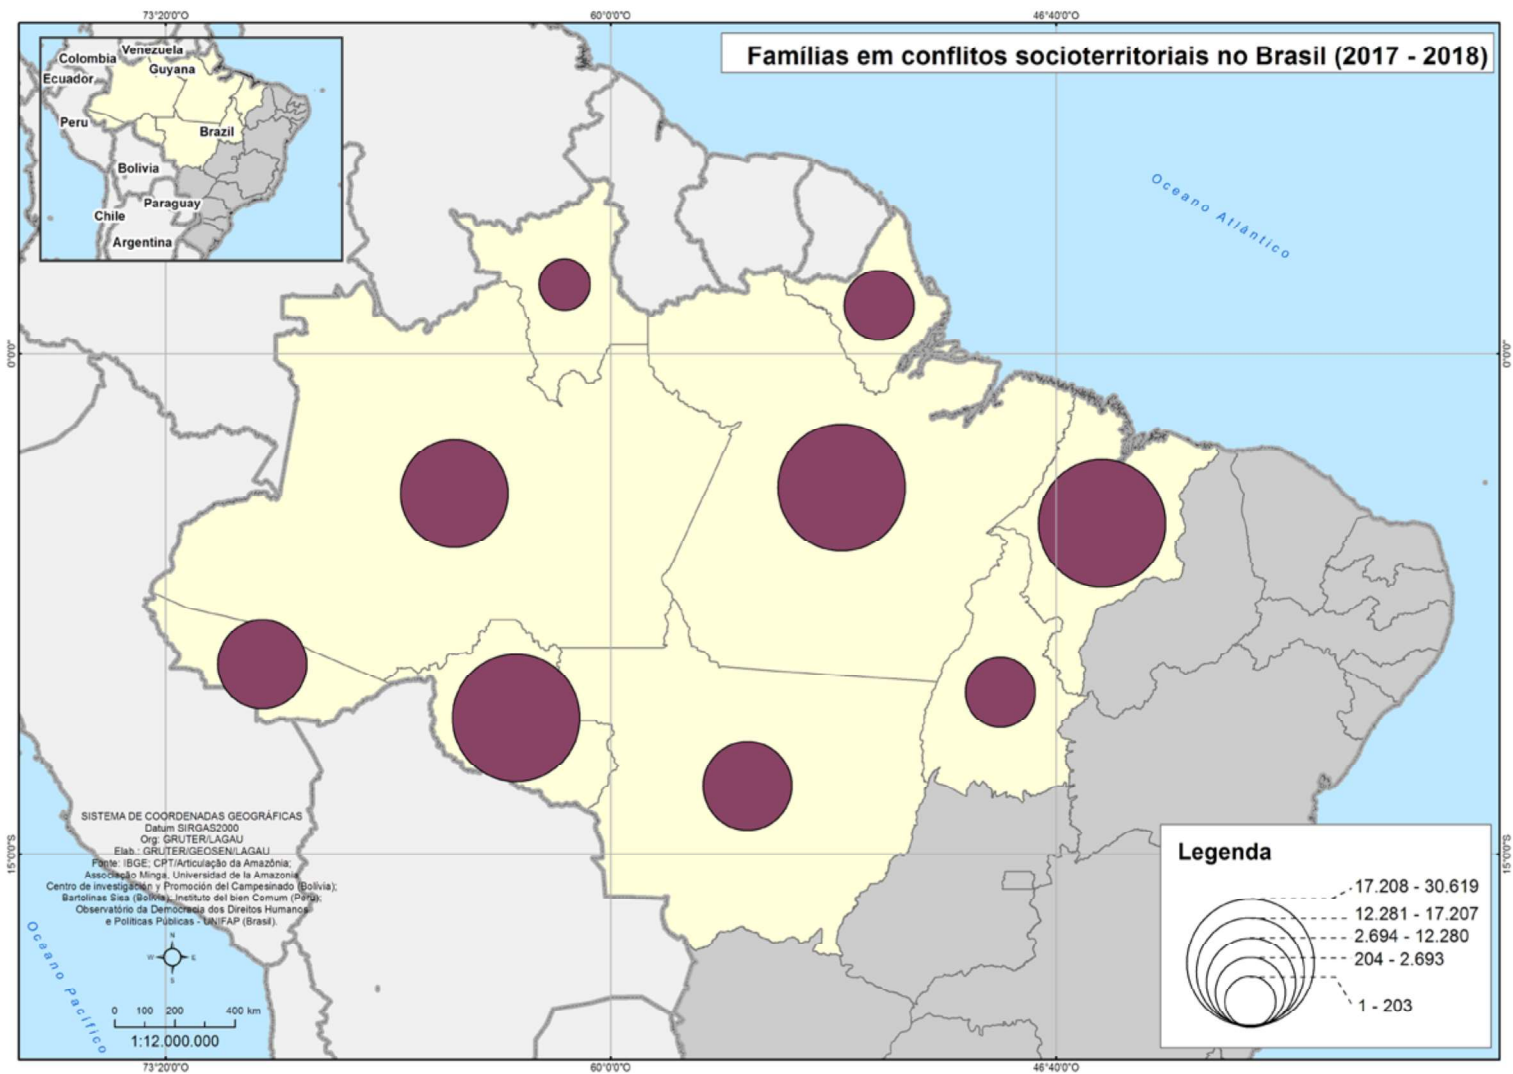 73°20'0"O
60°0'0"O
46°40'0"O
Famílias em conflitos socioterritoriais no Brasil (2017 - 2018)
Venezuela
Colombia
Guyana
Ecuador
Peru
Brazil
Bolivia
Paraguay
Chile
Argentina
Oceano Atlántico
0°0'0"
0°0'0"
SISTEMA DE COORDENADAS GEOGRÁFICAS
Datum SIRGAS2000
Org: GRUTER/LAGAU
Elab.: GRUTER/GEOSEN/LAGAU
Fonte: IBGE; CPT/Articulação da Amazônia;
Associação Minga, Universidad de la Amazonia
Centro de investigación y Promoción del Campesinado (Bolívia);
Bartolinas Sisa (Bolívia); Instituto del bien Comum (Peru);
Observatório da Democracia dos Direitos Humanos
e Políticas Públicas - UNIFAP (Brasil).
N
W
E
S
0 100 200 400 km
1:12.000.000
Océano Pacífico
15°0'0"S
15°0'0"S
Legenda
17.208 - 30.619
12.281 - 17.207
2.694 - 12.280
204 - 2.693
1 - 203
73°20'0"O
60°0'0"O
46°40'0"O